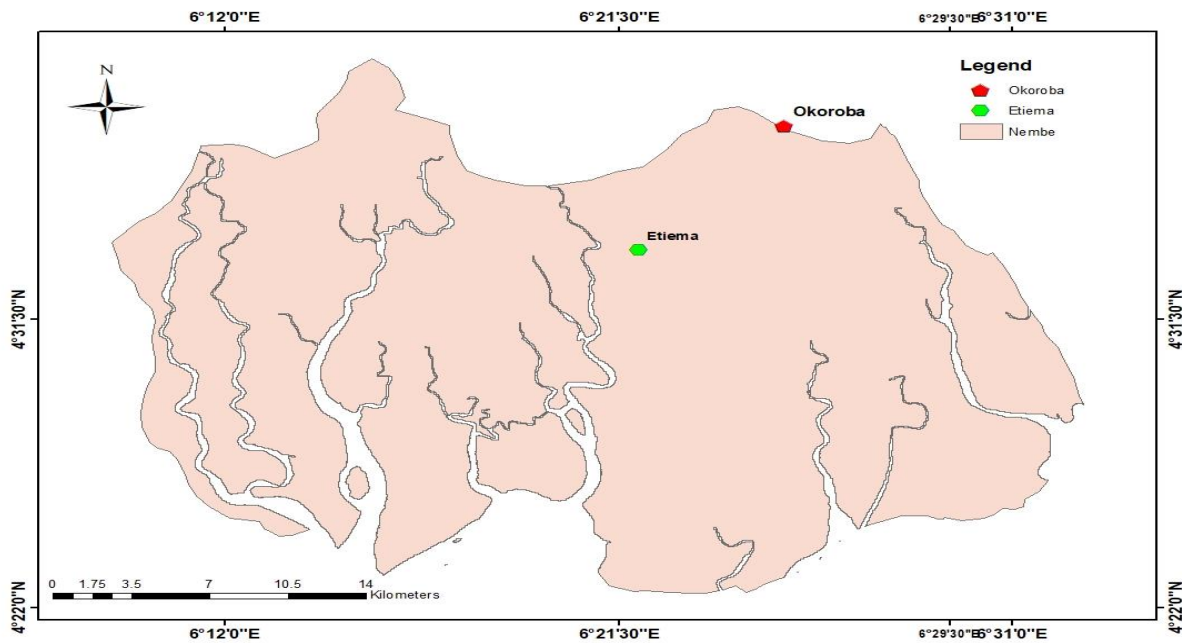 6°12'0"E 6°21'30"E 6°29'30"E 6°31'0"E
N
Legend
Okoroba
Etiema
Nembe
Okoroba
Etiema
4°31'30"N 4°31'30"N
0 1.75 3.5 7 10.5 14
Kilometers
4°22'0"N 4°22'0"N
6°12'0"E 6°21'30"E 6°29'30"E 6°31'0"E